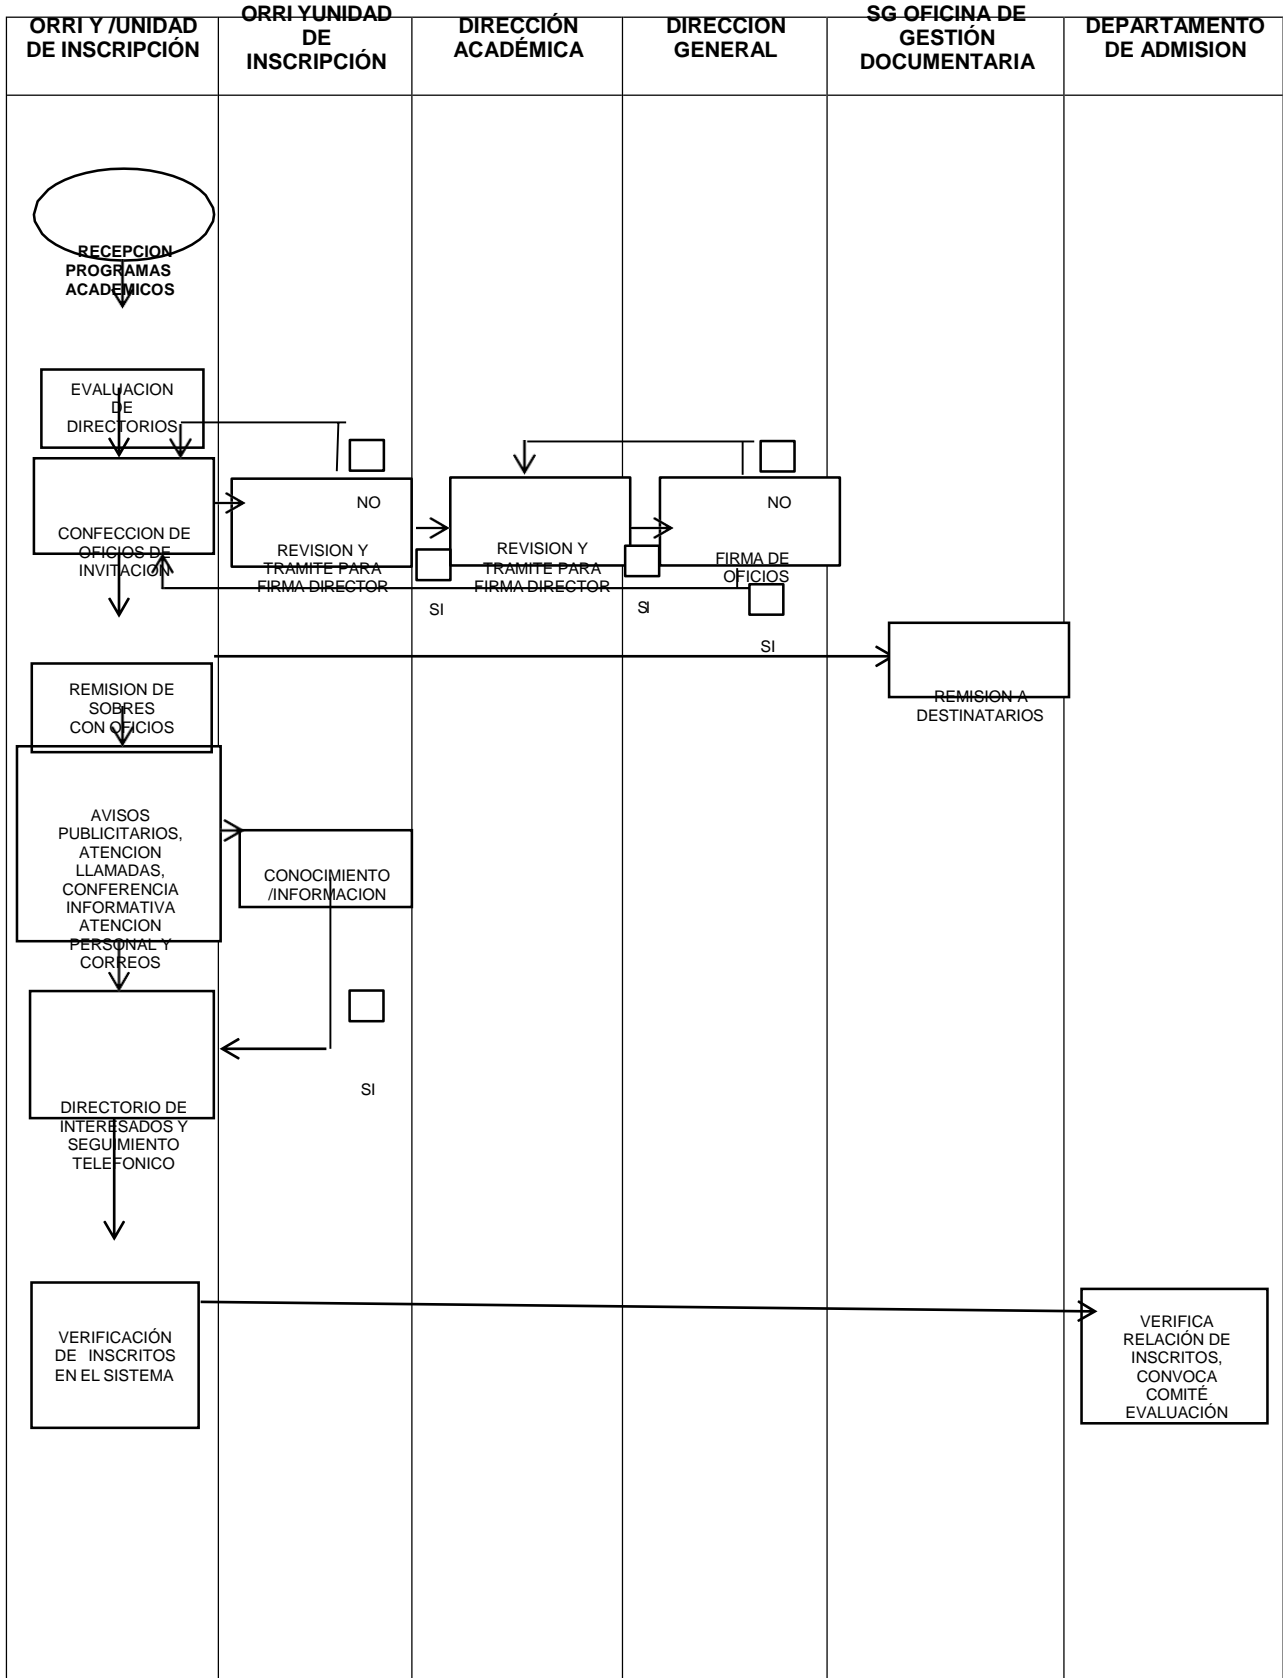 ORRI Y /UNIDAD
DE INSCRIPCIÓN
ORRI YUNIDAD
DE
INSCRIPCIÓN
DIRECCIÓN
ACADÉMICA
DIRECCION
GENERAL
SG OFICINA DE
GESTIÓN
DOCUMENTARIA
DEPARTAMENTO
DE ADMISION
RECEPCION
PROGRAMAS
ACADEMICOS
EVALUACION
DE
DIRECTORIOS
CONFECCION DE
OFICIOS DE
INVITACION
NO
REVISION Y
TRAMITE PARA
FIRMA DIRECTOR
SI
REVISION Y
TRAMITE PARA
FIRMA DIRECTOR
SI
NO
FIRMA DE
OFICIOS
SI
REMISION DE
SOBRES
CON OFICIOS
REMISION A
DESTINATARIOS
AVISOS
PUBLICITARIOS,
ATENCION
LLAMADAS,
CONFERENCIA
INFORMATIVA
ATENCION
PERSONAL Y
CORREOS
CONOCIMIENTO
/INFORMACION
SI
DIRECTORIO DE
INTERESADOS Y
SEGUIMIENTO
TELEFONICO
VERIFICACIÓN
DE INSCRITOS
EN EL SISTEMA
VERIFICA
RELACIÓN DE
INSCRITOS,
CONVOCA
COMITÉ
EVALUACIÓN